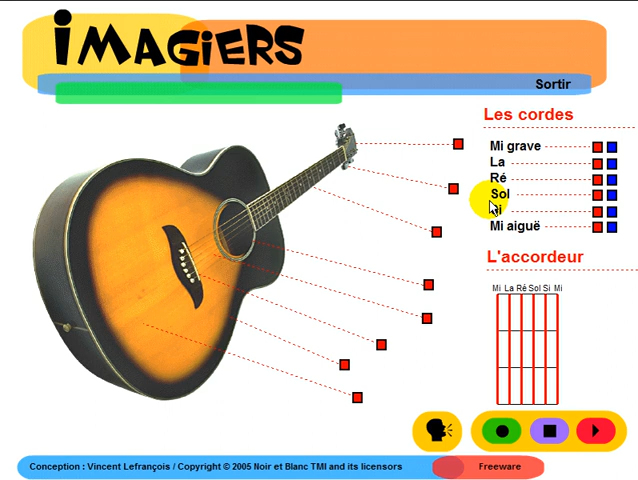 iMAGiERS
Sortir
Les cordes
Mi grave
La
Ré
Sol
Mi aiguë
L'accordeur
Mi La Ré Sol Si Mi
Conception : Vincent Lefrançois / Copyright © 2005 Noir et Blanc TMI and its licensors
Freeware